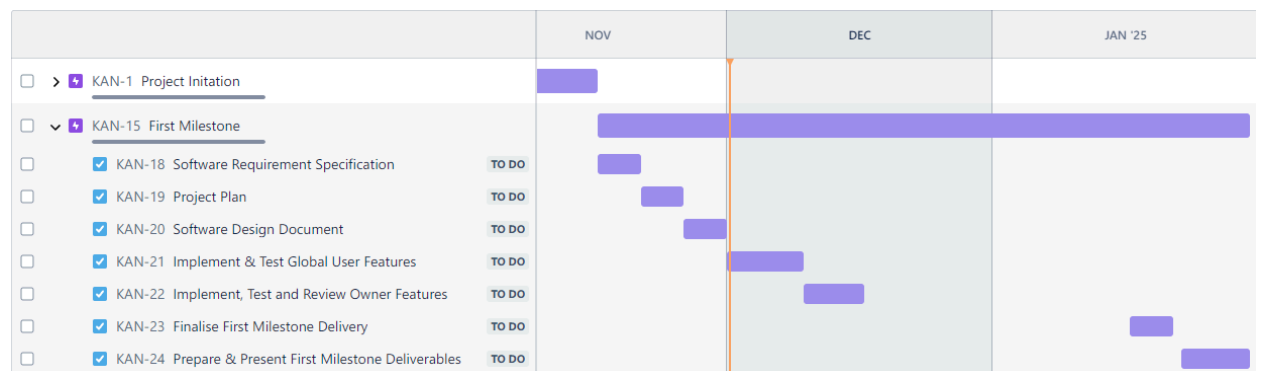 NOV DEC JAN '25
KAN-1 Project Initation
KAN-15 First Milestone
KAN-18 Software Requirement Specification TO DO
KAN-19 Project Plan TO DO
KAN-20 Software Design Document TO DO
KAN-21 Implement & Test Global User Features TO DO
KAN-22 Implement, Test and Review Owner Features TO DO
KAN-23 Finalise First Milestone Delivery TO DO
KAN-24 Prepare & Present First Milestone Deliverables TO DO